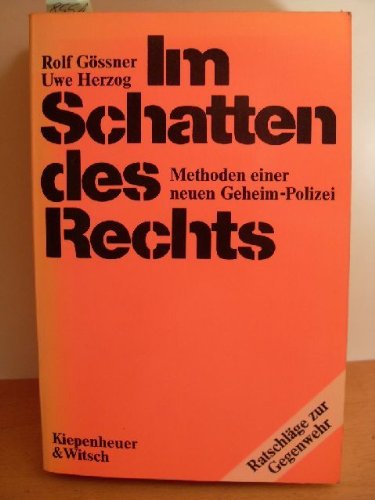 Rolf Gössner
Uwe Herzog
Im
Schatten
des
Rechts
Methoden einer
neuen Geheim-Polizei
Kiepenheuer
& Witsch
Ratschläge zur
Gegenwehr